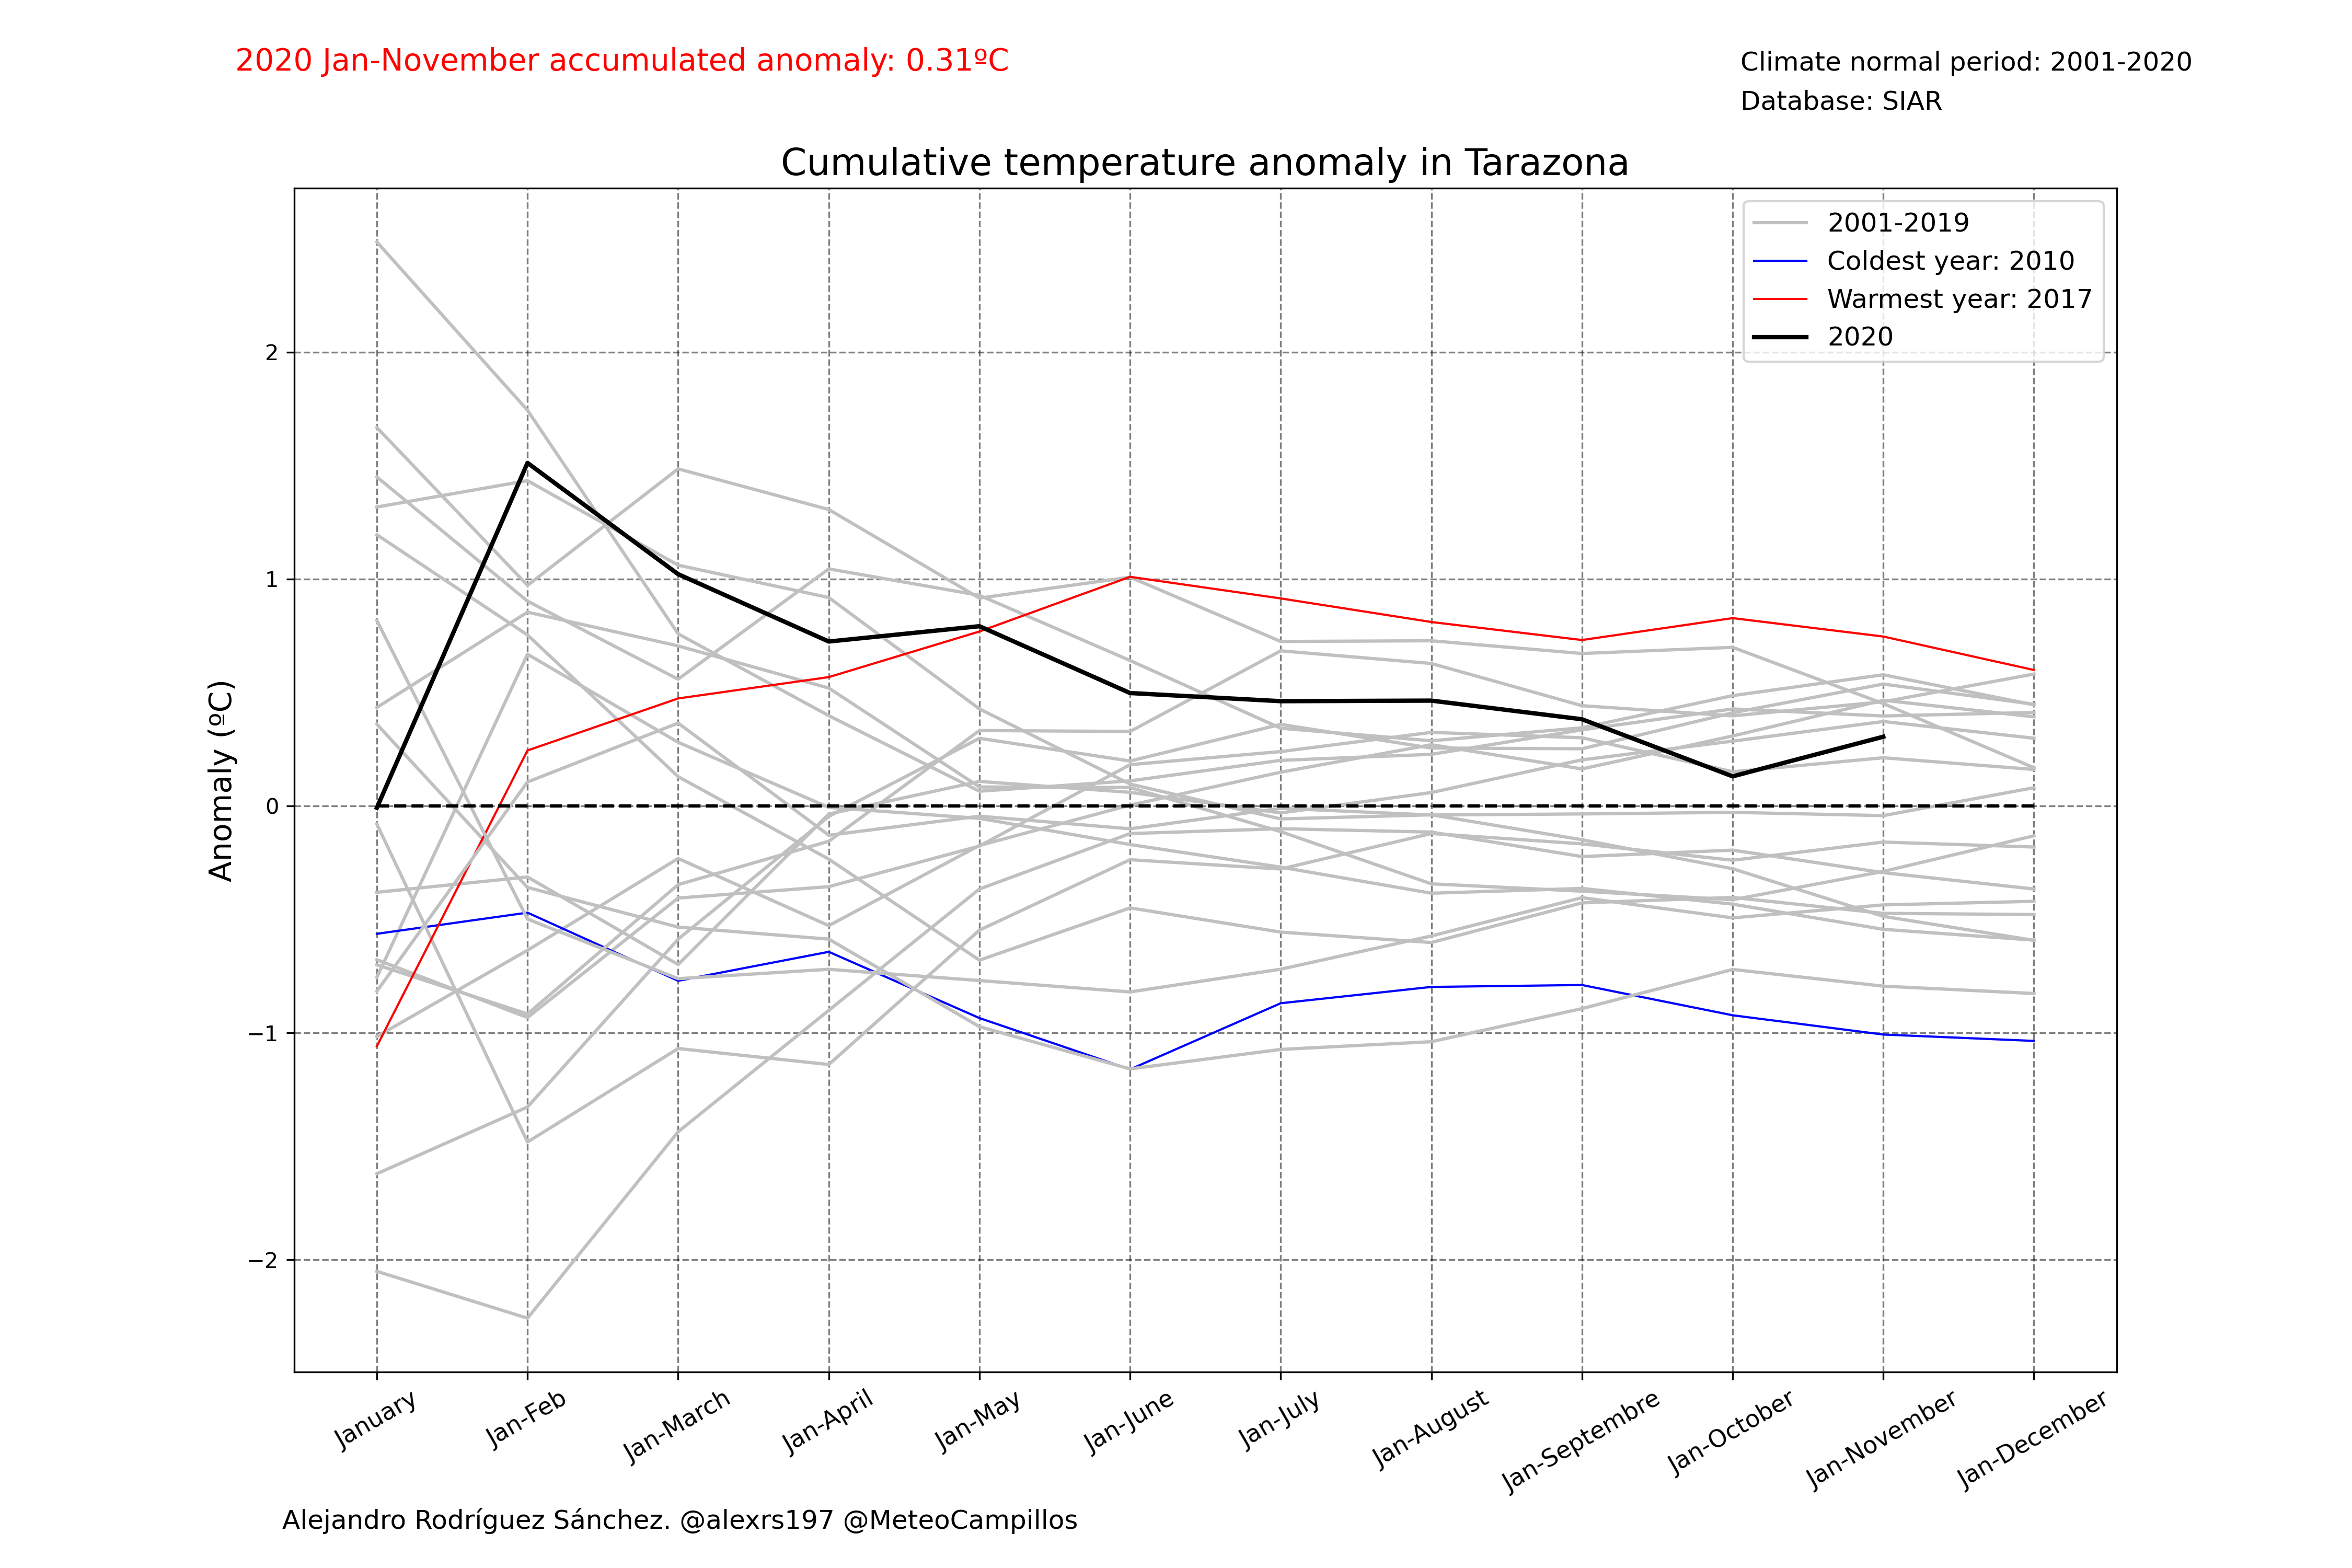 2020 Jan-November accumulated anomaly: 0.31ºC
Climate normal period: 2001-2020
Database: SIAR
Cumulative temperature anomaly in Tarazona
2001-2019
Coldest year: 2010
Warmest year: 2017
2020
Anomaly (ºC)
2
1
0
−1
−2
January
Jan-Feb
Jan-March
Jan-April
Jan-May
Jan-June
Jan-July
Jan-August
Jan-Septembre
Jan-October
Jan-November
Jan-December
Alejandro Rodríguez Sánchez. @alexrs197 @MeteoCampillos